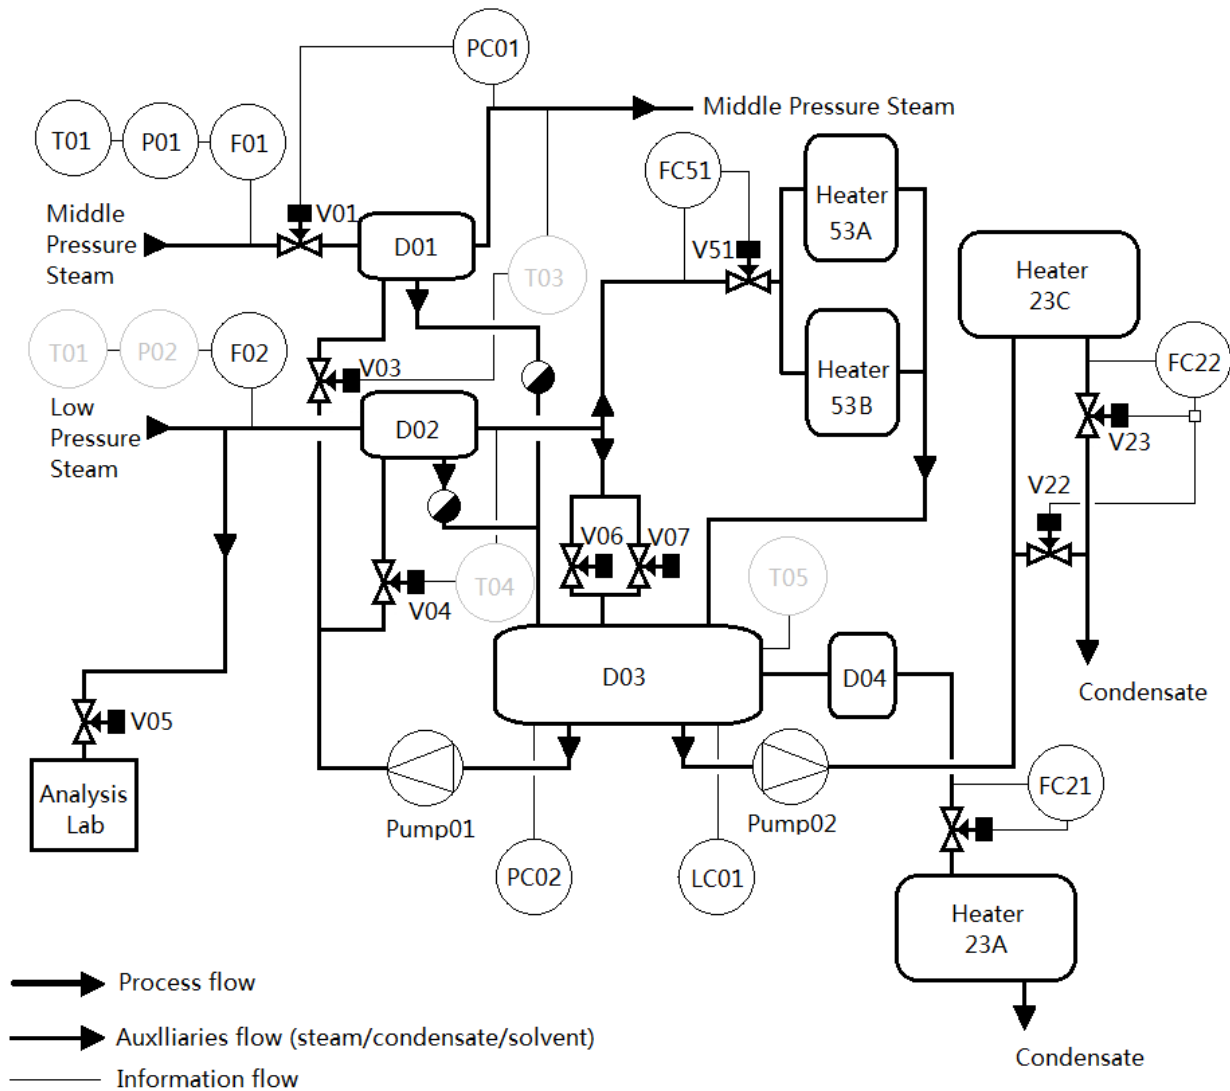 PC01
Middle Pressure Steam
T01
P01
F01
FC51
Heater
53A
Middle
Pressure
Steam
V01
D01
V51
T03
Heater
23C
T01
P02
F02
V03
Heater
53B
FC22
Low
Pressure
Steam
D02
V23
V22
V06
V07
T04
T05
V04
D03
D04
Condensate
V05
Analysis
Lab
Pump01
Pump02
FC21
PC02
LC01
Heater
23A
Process flow
Auxlliaries flow (steam/condensate/solvent)
Condensate
Information flow